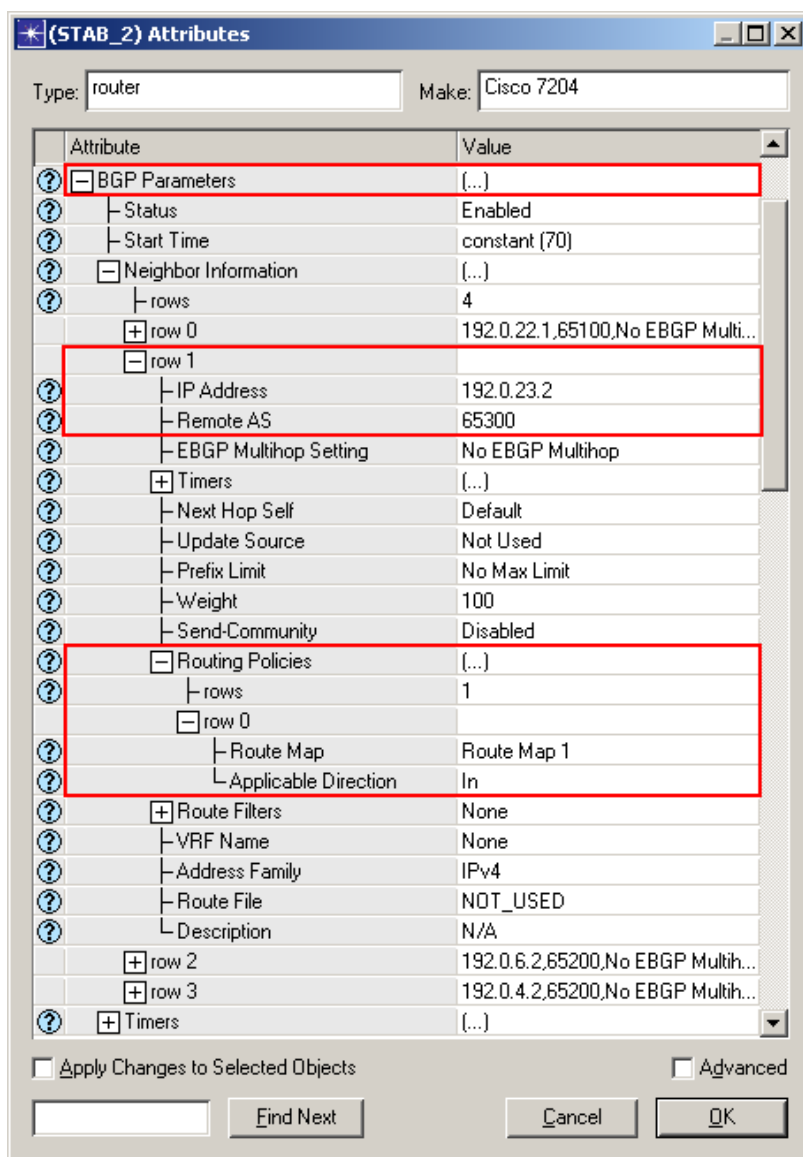 (STAB_2) Attributes
Type: router Make: Cisco 7204
Attribute Value
BGP Parameters (...)
Status Enabled
Start Time constant (70)
Neighbor Information (...)
rows 4
row 0 192.0.22.1,65100,No EBGP Multi...
row 1
IP Address 192.0.23.2
Remote AS 65300
EBGP Multihop Setting No EBGP Multihop
Timers (...)
Next Hop Self Default
Update Source Not Used
Prefix Limit No Max Limit
Weight 100
Send-Community Disabled
Routing Policies (...)
rows 1
row 0
Route Map Route Map 1
Applicable Direction In
Route Filters None
VRF Name None
Address Family IPv4
Route File NOT_USED
Description N/A
row 2 192.0.6.2,65200,No EBGP Multih...
row 3 192.0.4.2,65200,No EBGP Multih...
Timers (...)
Apply Changes to Selected Objects Advanced
Find Next Cancel OK